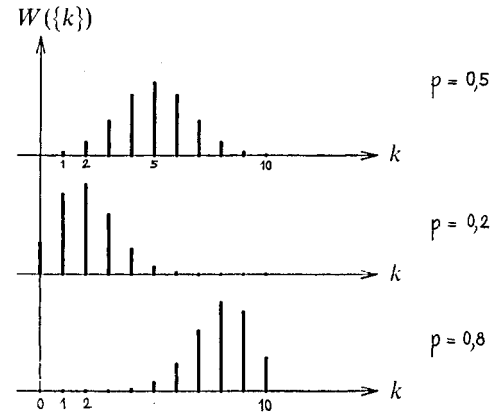 W({k})
p = 0,5
k
1 2 5 10
p = 0,2
k
p = 0,8
k
0 1 2 10